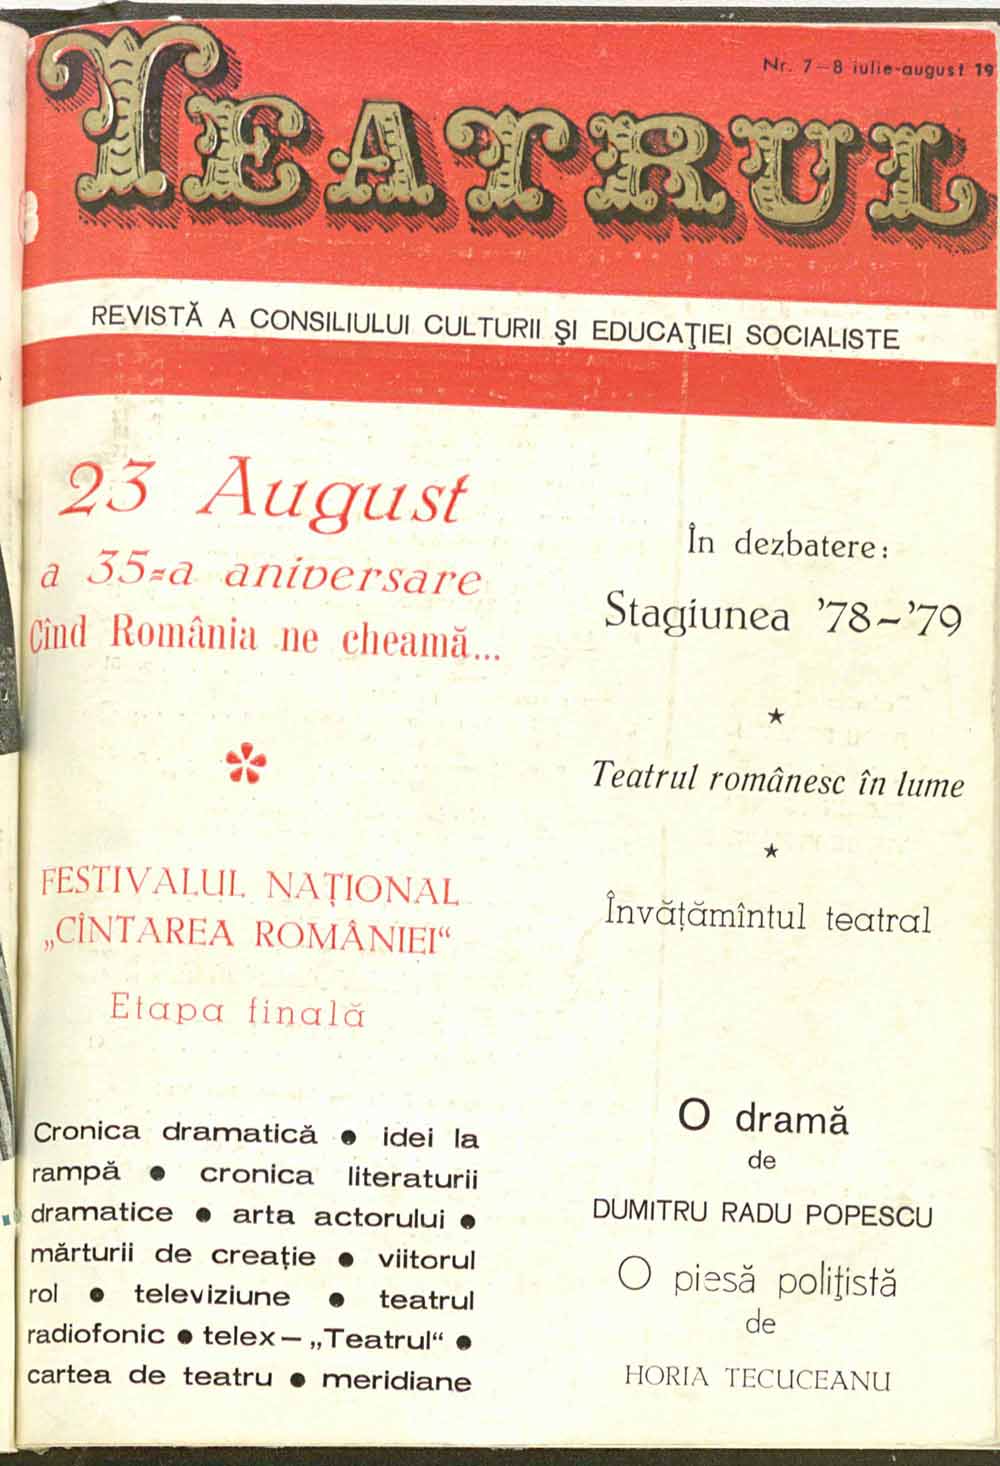 Nr. 7–8 iulie-august 19
TEATRUL
REVISTĂ A CONSILIULUI CULTURII ŞI EDUCAŢIEI SOCIALISTE
23 August
a 35-a aniversare
Cînd România ne cheamă...
FESTIVALUL NAŢIONAL
„CÎNTAREA ROMÂNIEI“
Etapa finală
Cronica dramatică ● idei la
rampă ● cronica literaturii
dramatice ● arta actorului ●
mărturii de creaţie ● viitorul
rol ● televiziune ● teatrul
radiofonic ● telex — „Teatrul“ ●
cartea de teatru ● meridiane
În dezbatere:
Stagiunea ’78–’79
★
Teatrul românesc în lume
★
Învăţămîntul teatral
O dramă
de
DUMITRU RADU POPESCU
O piesă poliţistă
de
HORIA TECUCEANU